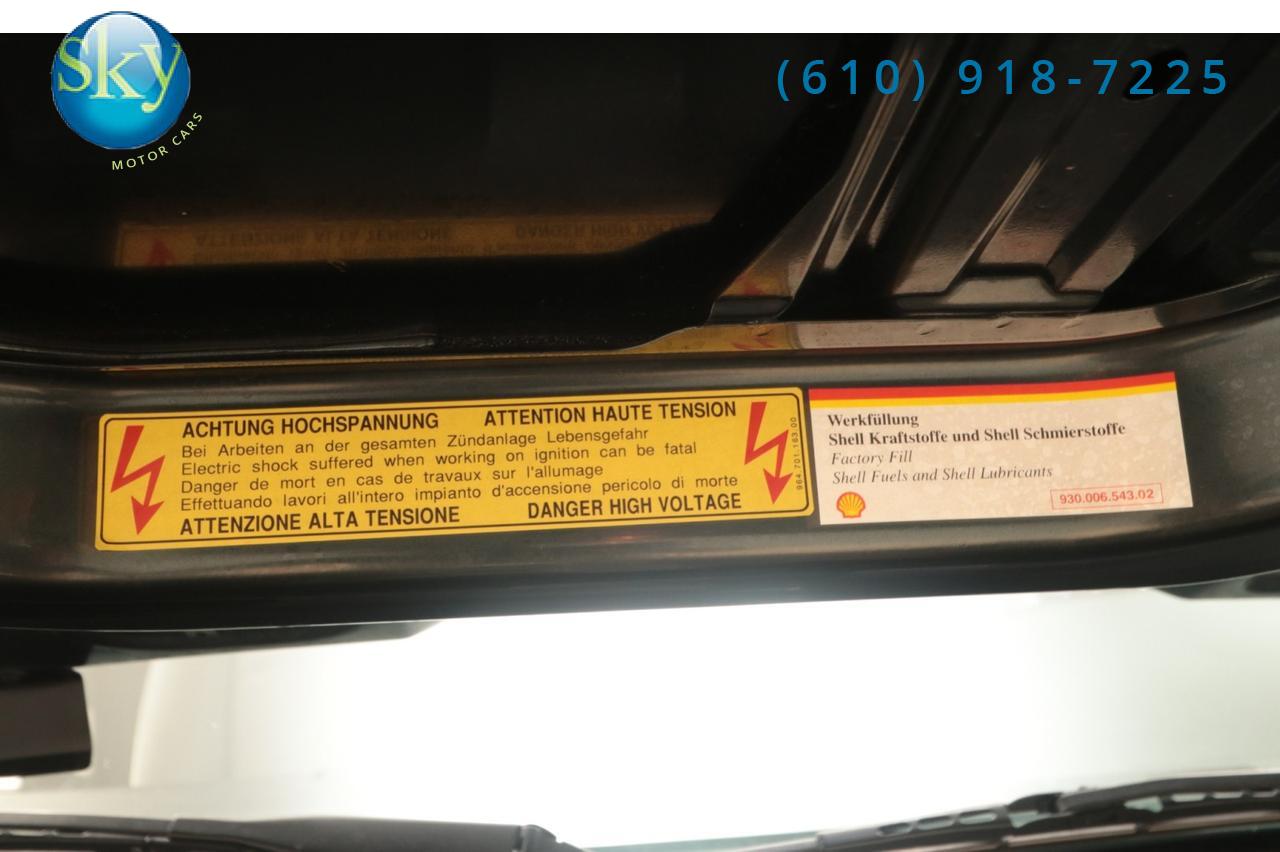 Sky
MOTOR CARS
(610) 918-7225
ACHTUNG HOCHSPANNUNG ATTENTION HAUTE TENSION
Bei Arbeiten an der gesamten Zündanlage Lebensgefahr
Electric shock suffered when working on ignition can be fatal
Danger de mort en cas de travaux sur l'allumage
Effettuando lavori all'intero impianto d'accensione pericolo di morte
ATTENZIONE ALTA TENSIONE DANGER HIGH VOLTAGE
964.701.163.00
Werkfüllung
Shell Kraftstoffe und Shell Schmierstoffe
Factory Fill
Shell Fuels and Shell Lubricants
930.006.543.02